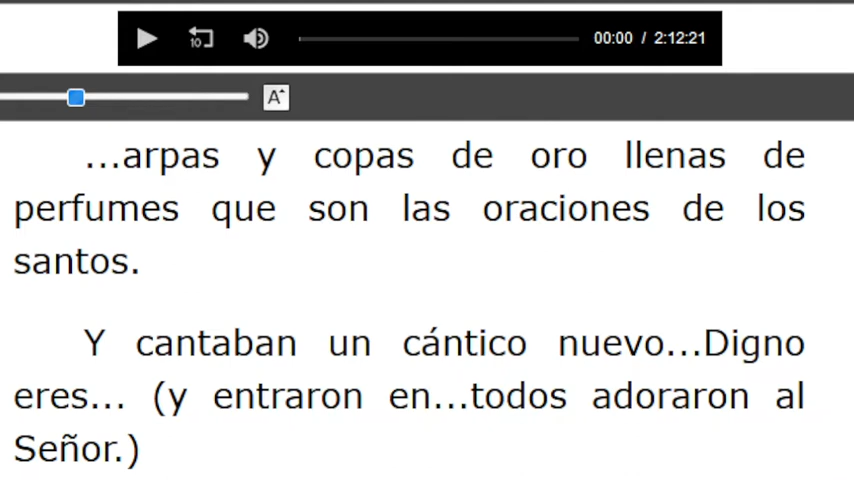 10
00:00 / 2:12:21
A
...arpas y copas de oro llenas de
perfumes que son las oraciones de los
santos.
Y cantaban un cántico nuevo...Digno
eres... (y entraron en...todos adoraron al
Señor.)